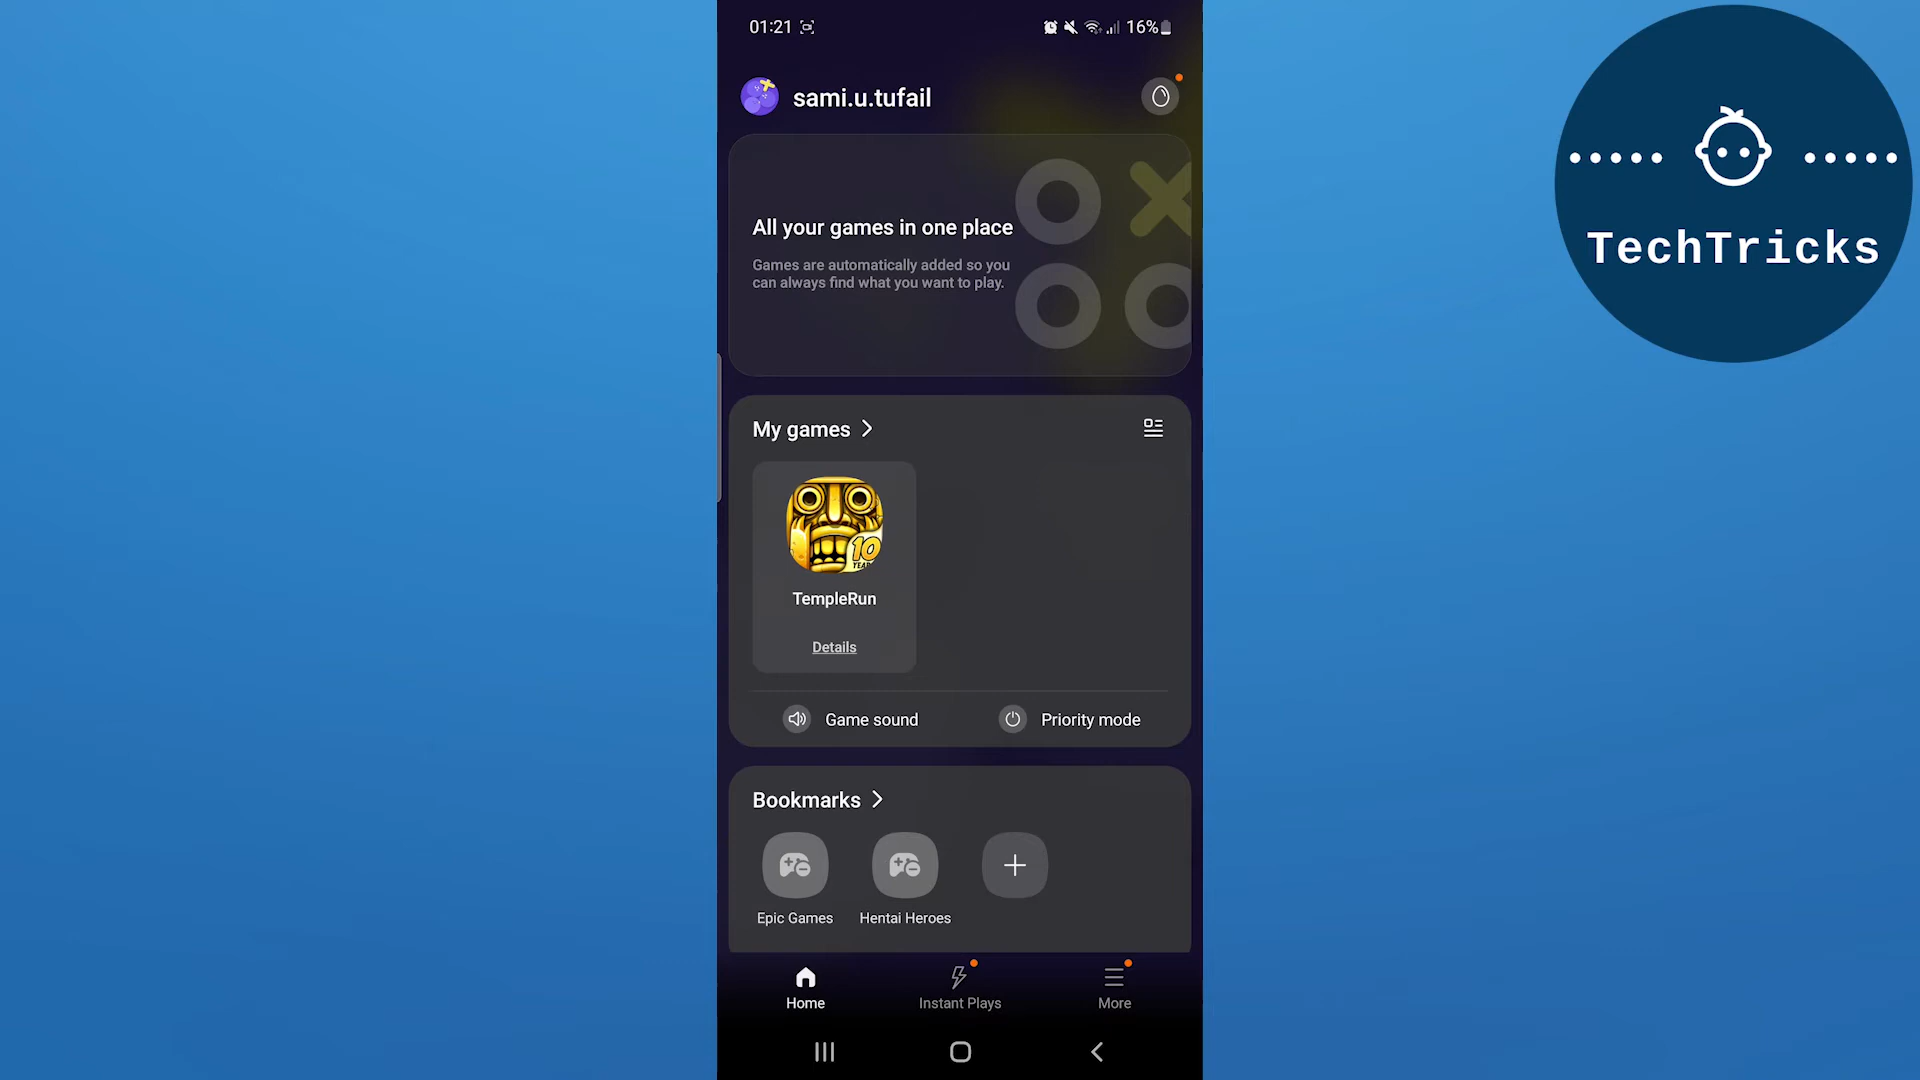 01:21
16%
sami.u.tufail
All your games in one place
Games are automatically added so you
can always find what you want to play.
My games
10
YEARS
TempleRun
Details
Game sound
Priority mode
Bookmarks
Epic Games
Hentai Heroes
Home
Instant Plays
More
TechTricks